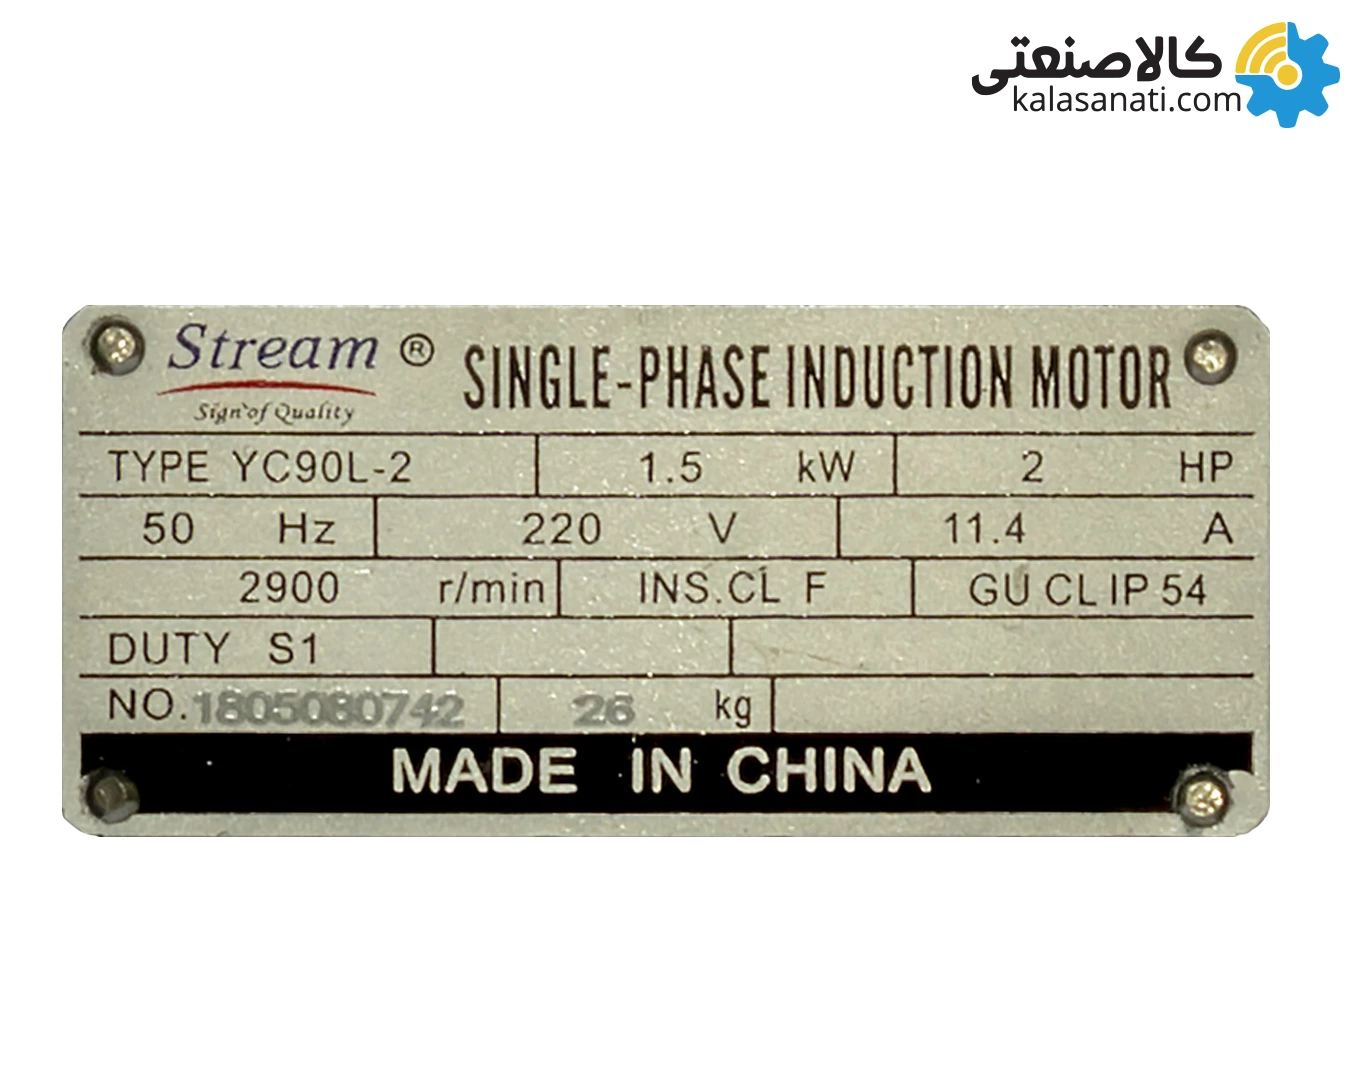 کالاصنعتی
kalasanati.com
Stream ® SINGLE-PHASE INDUCTION MOTOR
Sign of Quality
TYPE YC90L-2 1.5 kW 2 HP
50 Hz 220 V 11.4 A
2900 r/min INS.CL F GU CL IP 54
DUTY S1
NO. 1805080742 26 kg
MADE IN CHINA